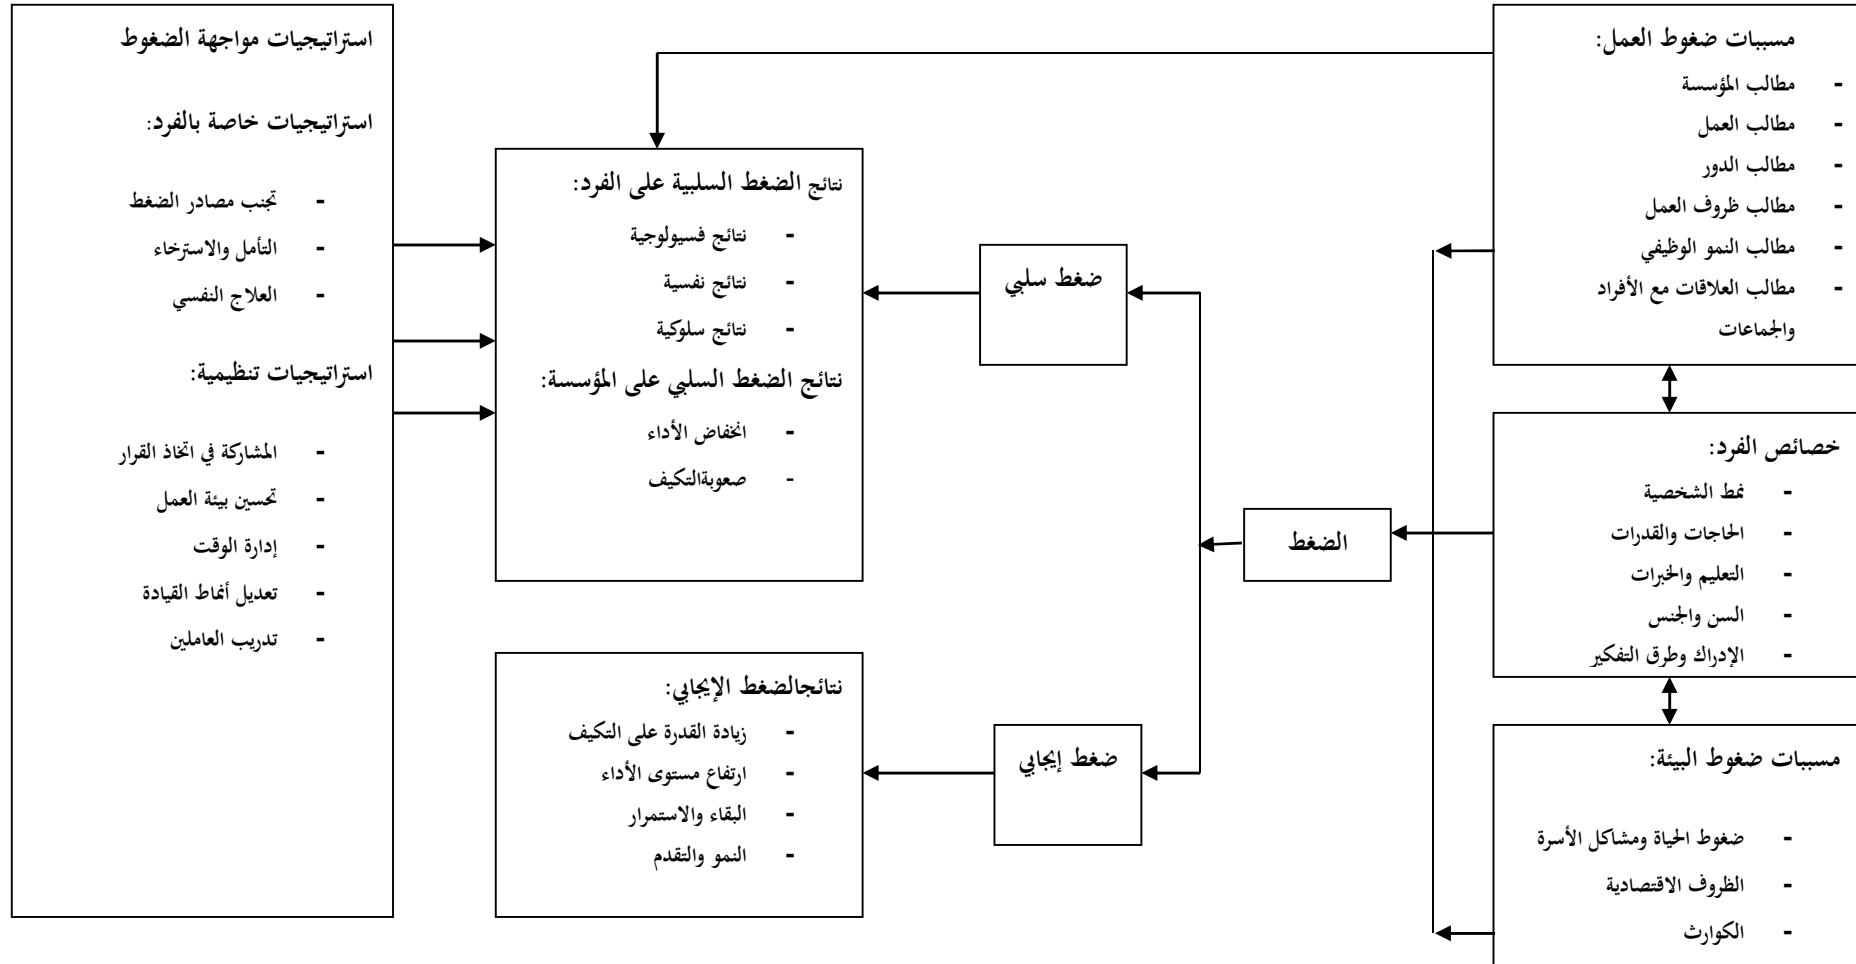 مسببات ضغوط العمل:
- مطالب المؤسسة
- مطالب العمل
- مطالب الدور
- مطالب ظروف العمل
- مطالب النمو الوظيفي
- مطالب العلاقات مع الأفراد
والجماعات
خصائص الفرد:
- نمط الشخصية
- الحاجات والقدرات
- التعليم والخبرات
- السن والجنس
- الإدراك وطرق التفكير
مسببات ضغوط البيئة:
- ضغوط الحياة ومشاكل الأسرة
- الظروف الاقتصادية
- الكوارث
الضغط
ضغط سلبي
ضغط إيجابي
نتائج الضغط السلبية على الفرد:
- نتائج فسيولوجية
- نتائج نفسية
- نتائج سلوكية
نتائج الضغط السلبي على المؤسسة:
- انخفاض الأداء
- صعوبةالتكيف
نتائجالضغط الإيجابي:
- زيادة القدرة على التكيف
- ارتفاع مستوى الأداء
- البقاء والاستمرار
- النمو والتقدم
استراتيجيات مواجهة الضغوط
استراتيجيات خاصة بالفرد:
- تجنب مصادر الضغط
- التأمل والاسترخاء
- العلاج النفسي
استراتيجيات تنظيمية:
- المشاركة في اتخاذ القرار
- تحسين بيئة العمل
- إدارة الوقت
- تعديل أنماط القيادة
- تدريب العاملين